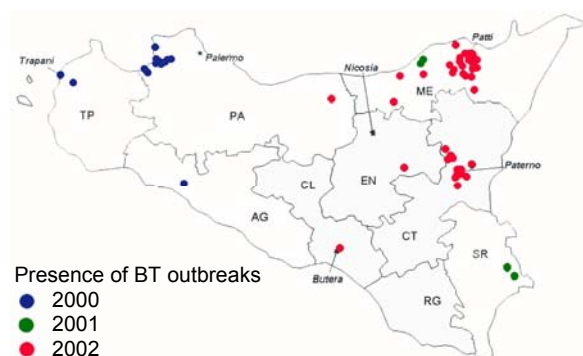 Patti
Trapani
Palermo
Nicosia
ME
TP
PA
Paterno
EN
CL
AG
CT
SR
Butera
RG
Presence of BT outbreaks
2000
2001
2002